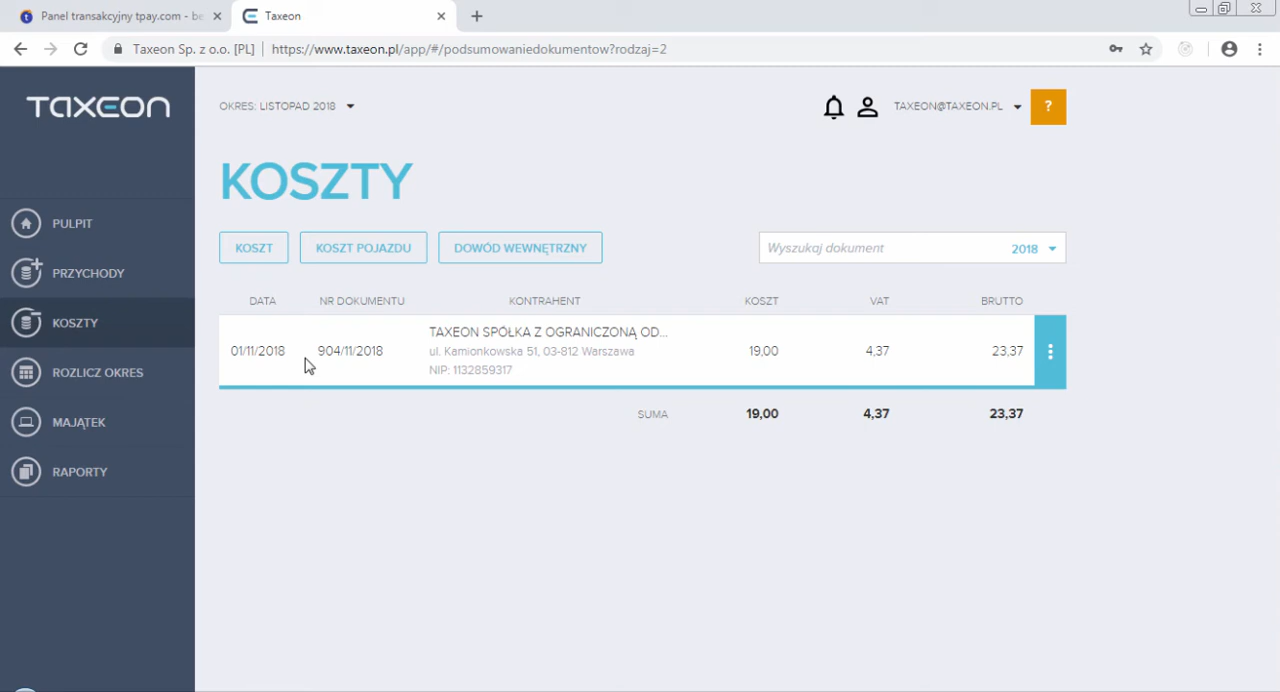 Panel transakcyjny tpay.com - be
Taxeon
Taxeon Sp. z o.o. [PL]
https://www.taxeon.pl/app/#/podsumowaniedokumentow?rodzaj=2
TAXEON
OKRES: LISTOPAD 2018
TAXEON@TAXEON.PL
?
KOSZTY
PULPIT
PRZYCHODY
KOSZTY
ROZLICZ OKRES
MAJĄTEK
RAPORTY
KOSZT
KOSZT POJAZDU
DOWÓD WEWNĘTRZNY
Wyszukaj dokument
2018
DATA NR DOKUMENTU KONTRAHENT KOSZT VAT BRUTTO
TAXEON SPÓŁKA Z OGRANICZONĄ OD...
01/11/2018 904/11/2018 ul. Kamionkowska 51, 03-812 Warszawa 19,00 4,37 23,37
NIP: 1132859317
SUMA 19,00 4,37 23,37